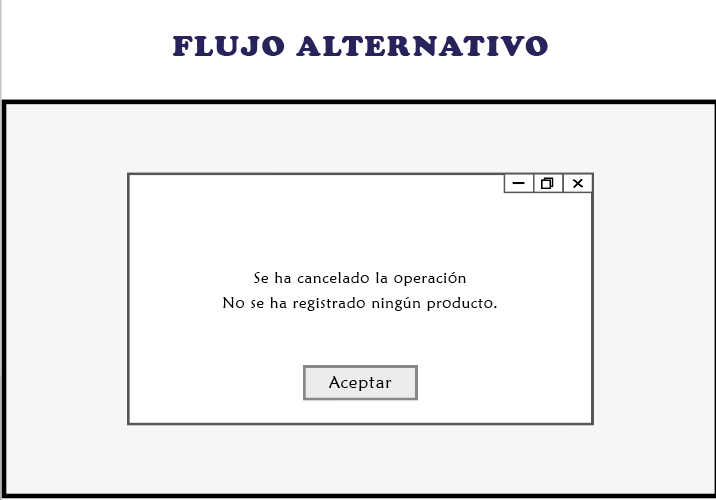 FLUJO ALTERNATIVO
Se ha cancelado la operación
No se ha registrado ningún producto.
Aceptar